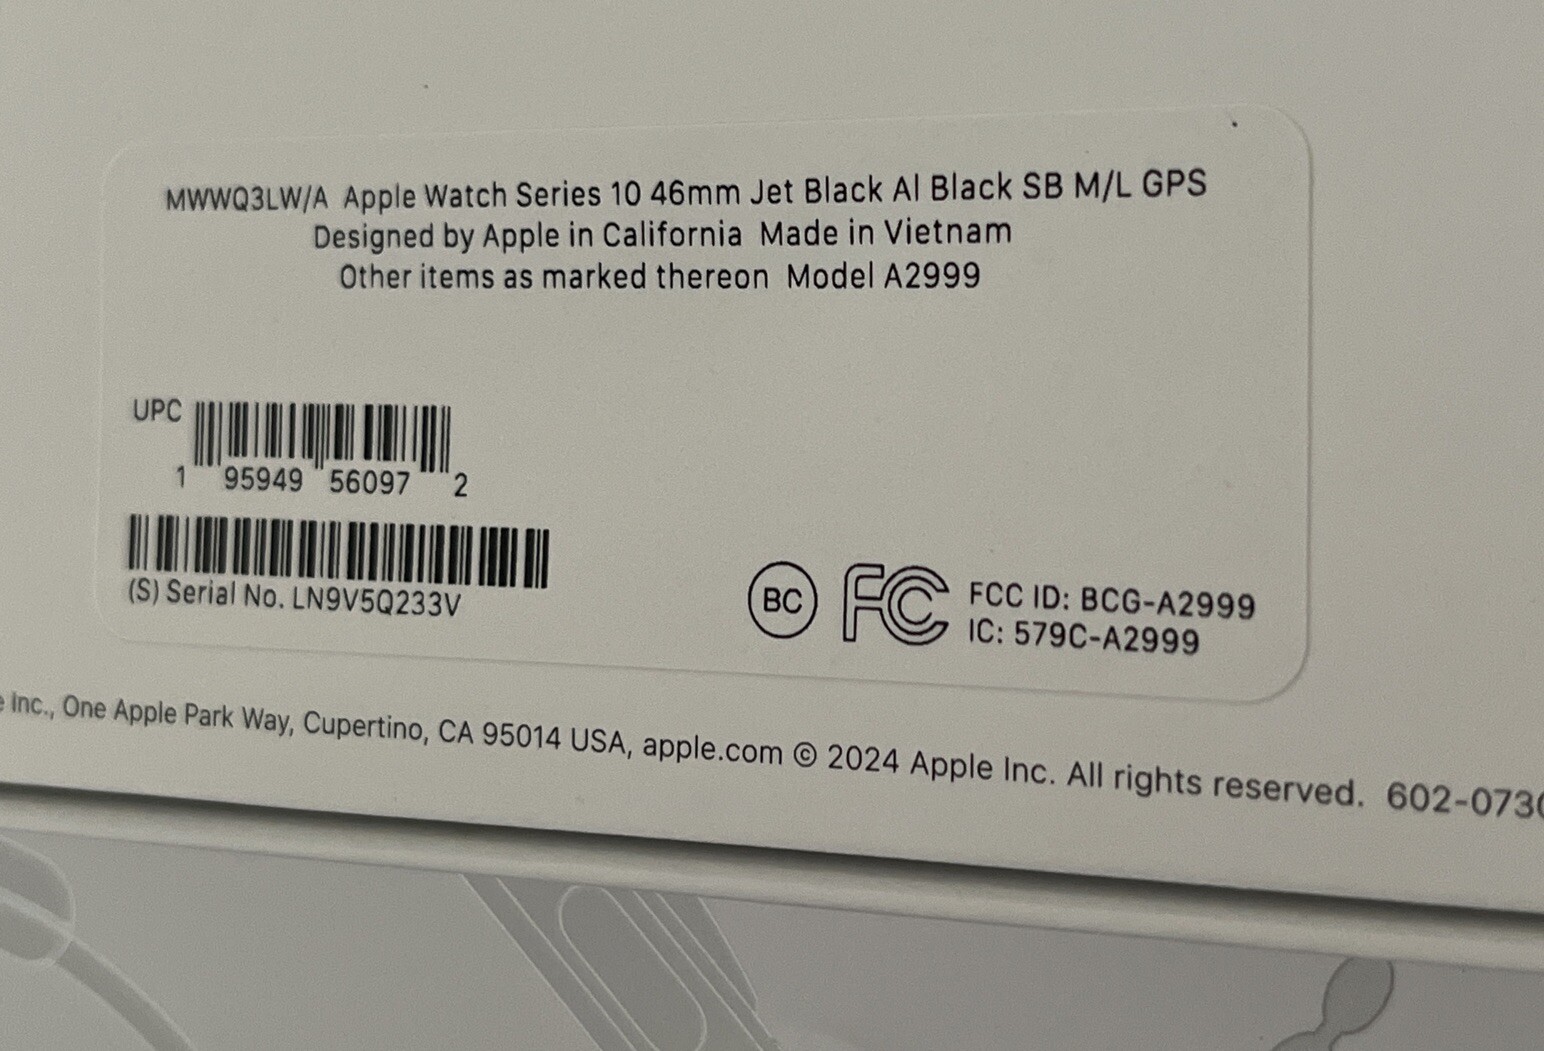 MWWQ3LW/A Apple Watch Series 10 46mm Jet Black Al Black SB M/L GPS
Designed by Apple in California Made in Vietnam
Other items as marked thereon Model A2999
UPC
1 95949 56097 2
(S) Serial No. LN9V5Q233V
BC FC FCC ID: BCG-A2999
IC: 579C-A2999
Inc., One Apple Park Way, Cupertino, CA 95014 USA, apple.com © 2024 Apple Inc. All rights reserved. 602-073